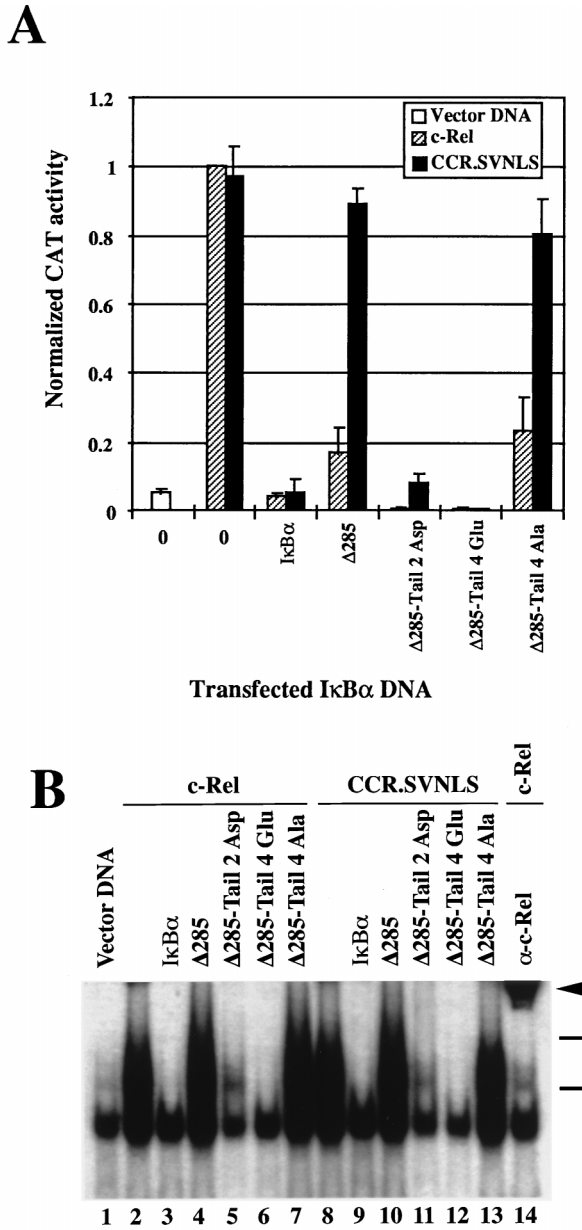 A
1.2
1
0.8
0.6
0.4
0.2
0
Normalized CAT activity
Vector DNA
c-Rel
CCR.SVNLS
0
0
IκBα
Δ285
Δ285-Tail 2 Asp
Δ285-Tail 4 Glu
Δ285-Tail 4 Ala
Transfected IκBα DNA
B
c-Rel
CCR.SVNLS
c-Rel
Vector DNA
IκBα
Δ285
Δ285-Tail 2 Asp
Δ285-Tail 4 Glu
Δ285-Tail 4 Ala
IκBα
Δ285
Δ285-Tail 2 Asp
Δ285-Tail 4 Glu
Δ285-Tail 4 Ala
α-c-Rel
1 2 3 4 5 6 7 8 9 10 11 12 13 14